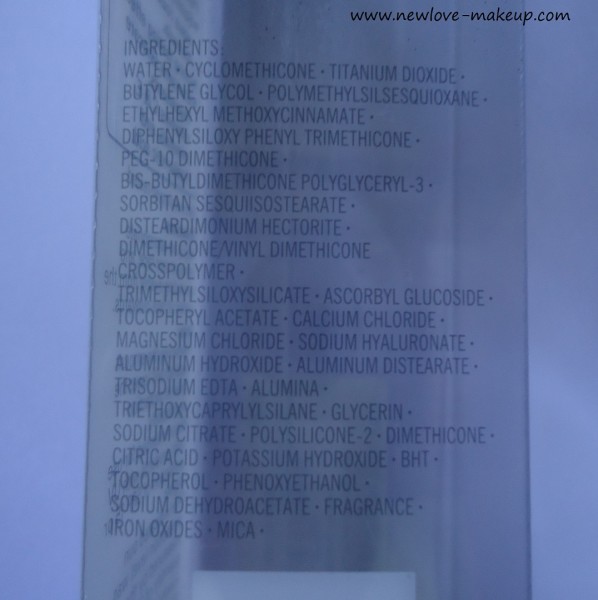 www.newlove-makeup.com
INGREDIENTS:
WATER · CYCLOMETHICONE · TITANIUM DIOXIDE ·
BUTYLENE GLYCOL · POLYMETHYLSILSESQUIOXANE ·
ETHYLHEXYL METHOXYCINNAMATE ·
DIPHENYLSILOXY PHENYL TRIMETHICONE ·
PEG-10 DIMETHICONE ·
BIS-BUTYLDIMETHICONE POLYGLYCERYL-3 ·
SORBITAN SESQUIISOSTEARATE ·
DISTEARDIMONIUM HECTORITE ·
DIMETHICONE/VINYL DIMETHICONE
CROSSPOLYMER ·
TRIMETHYLSILOXYSILICATE · ASCORBYL GLUCOSIDE ·
TOCOPHERYL ACETATE · CALCIUM CHLORIDE ·
MAGNESIUM CHLORIDE · SODIUM HYALURONATE ·
ALUMINUM HYDROXIDE · ALUMINUM DISTEARATE ·
TRISODIUM EDTA · ALUMINA ·
TRIETHOXYCAPRYLYLSILANE · GLYCERIN ·
SODIUM CITRATE · POLYSILICONE-2 · DIMETHICONE ·
CITRIC ACID · POTASSIUM HYDROXIDE · BHT ·
TOCOPHEROL · PHENOXYETHANOL ·
SODIUM DEHYDROACETATE · FRAGRANCE ·
IRON OXIDES · MICA ·